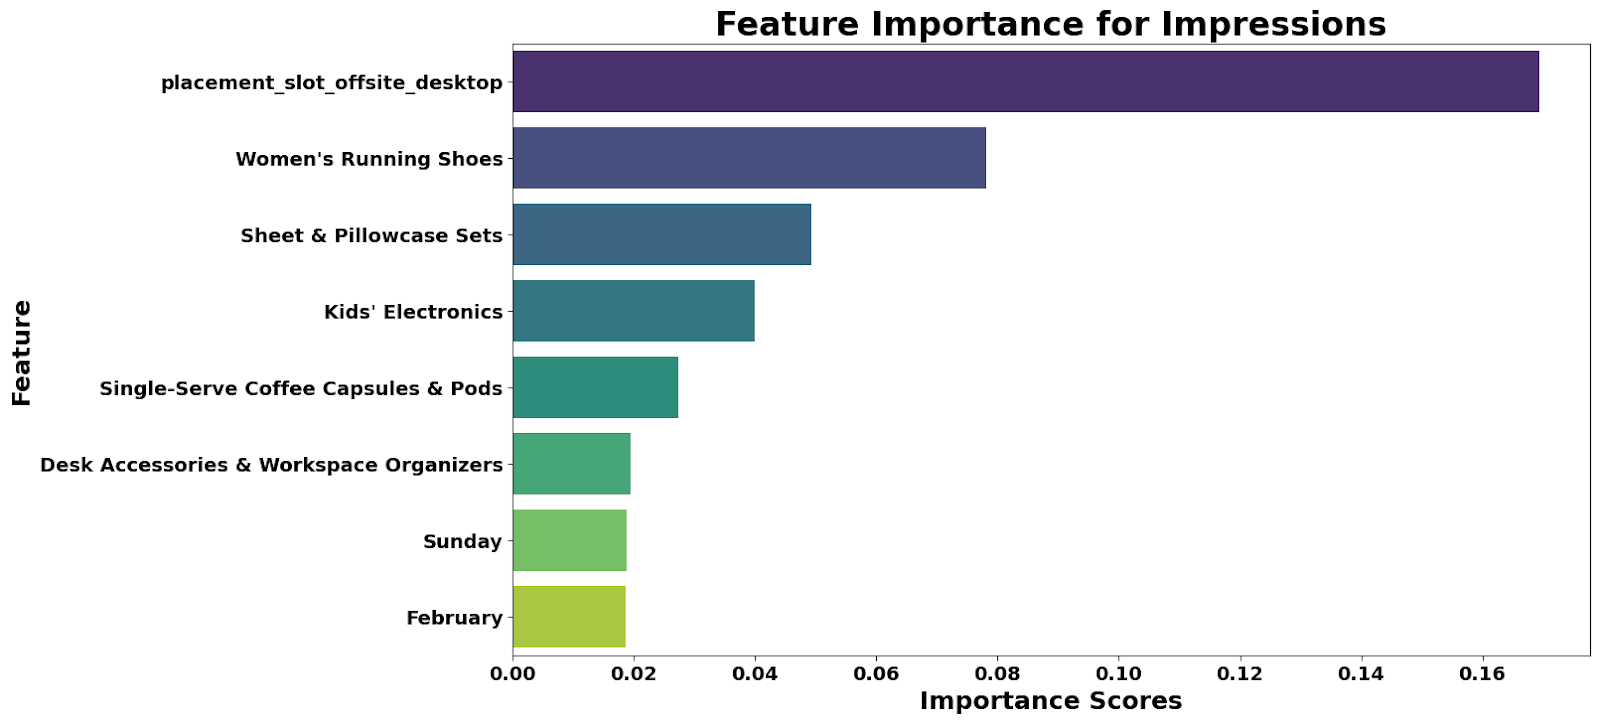 Feature Importance for Impressions
Feature
placement_slot_offsite_desktop
Women's Running Shoes
Sheet & Pillowcase Sets
Kids' Electronics
Single-Serve Coffee Capsules & Pods
Desk Accessories & Workspace Organizers
Sunday
February
0.00 0.02 0.04 0.06 0.08 0.10 0.12 0.14 0.16
Importance Scores